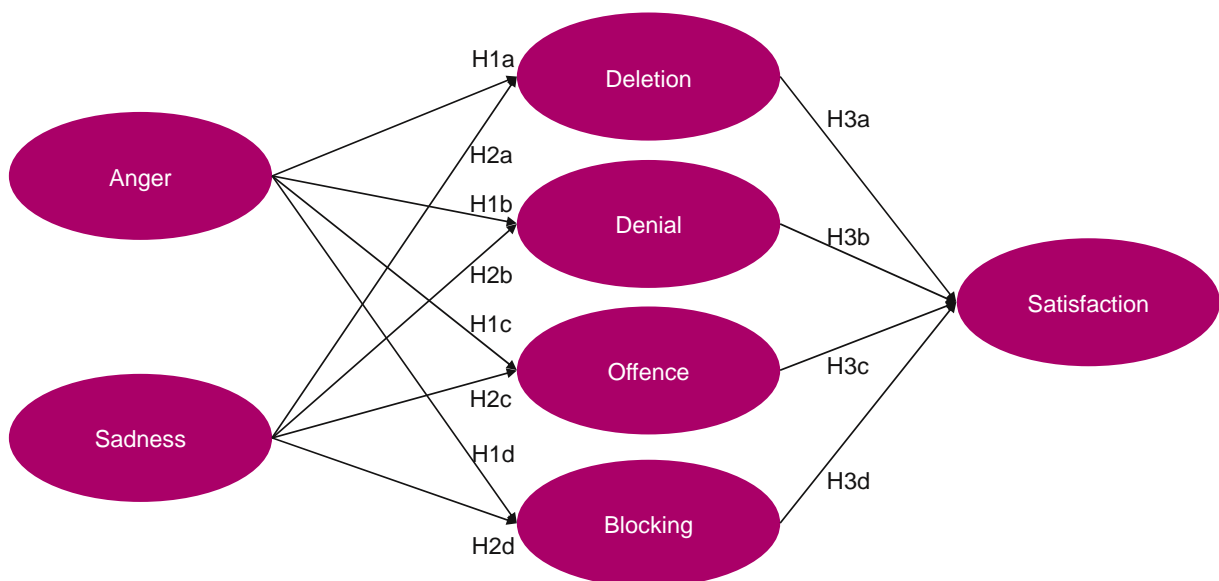 H1a
Deletion
H3a
H2a
Anger
H1b
Denial
H3b
H2b
Satisfaction
H1c
Offence
H3c
H2c
Sadness
H1d
H3d
Blocking
H2d